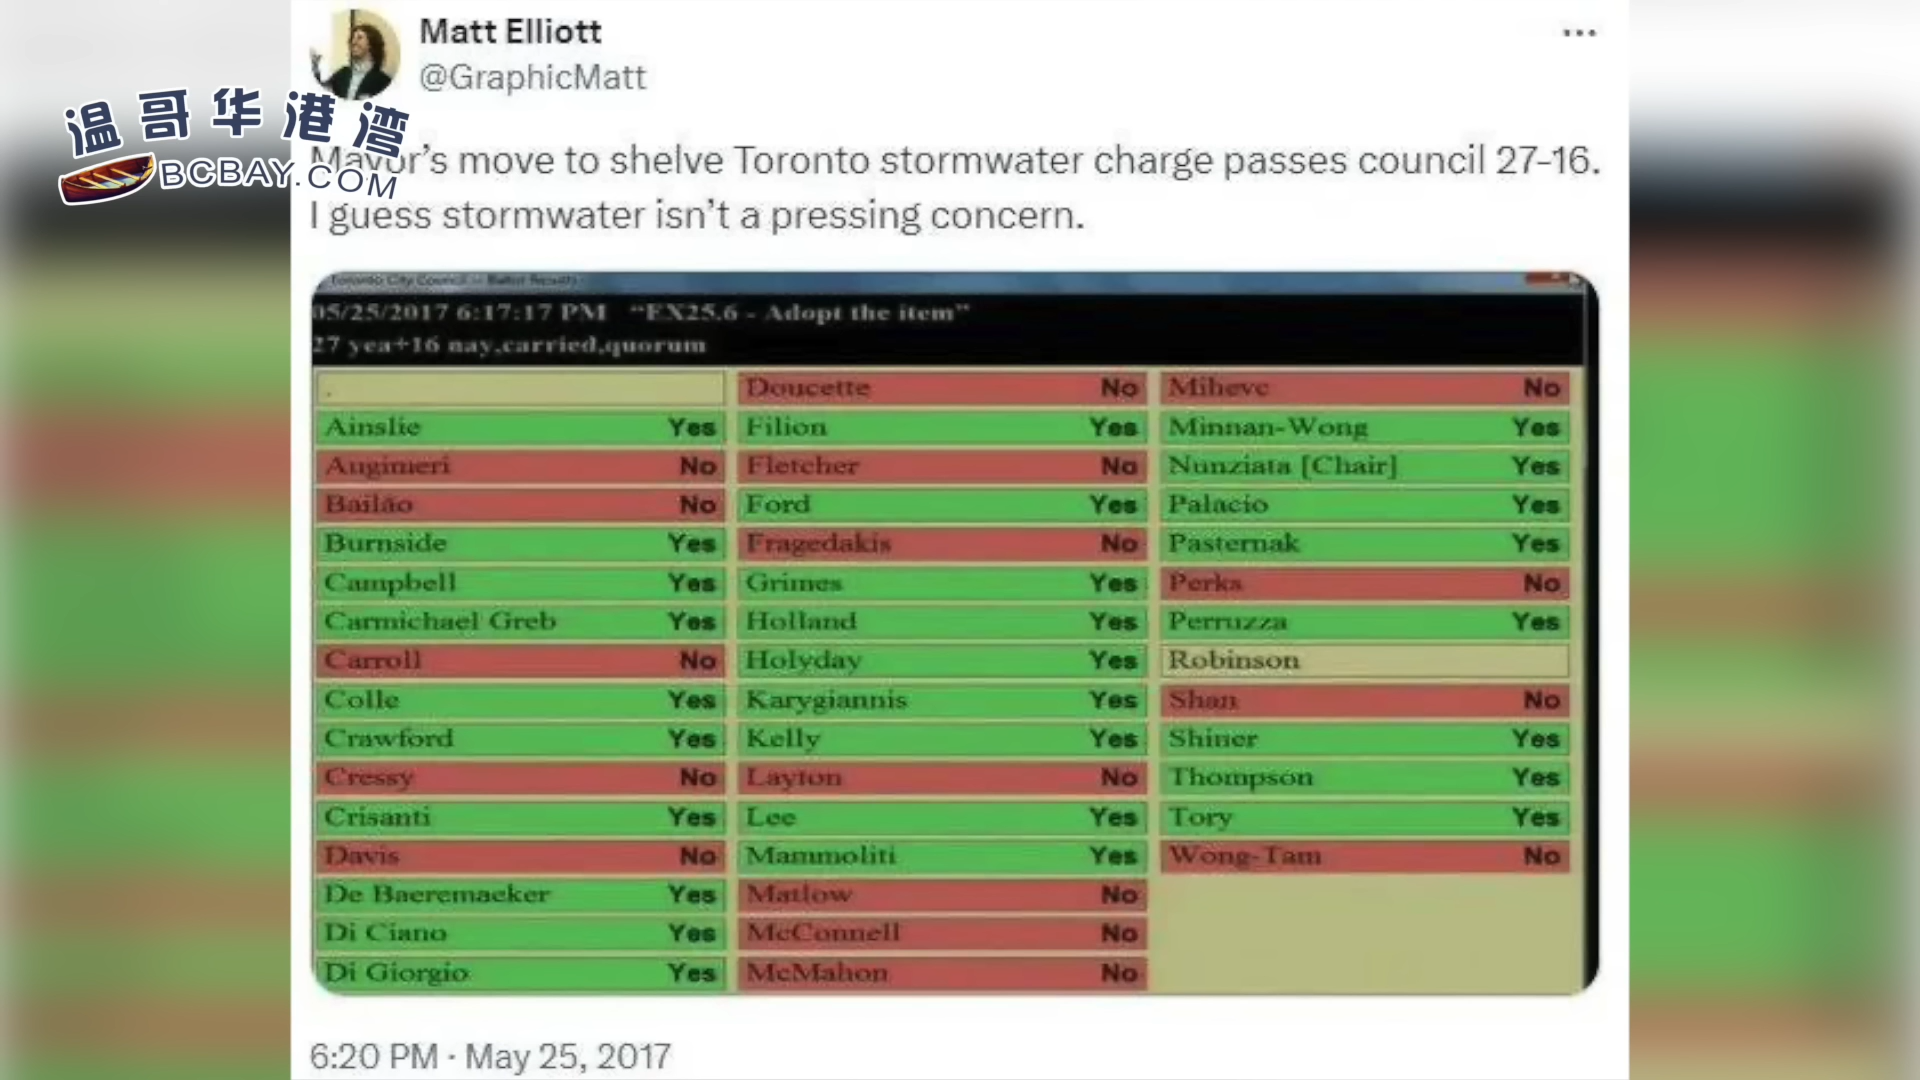 Matt Elliott
@GraphicMatt
温哥华港湾
BCBAY.COM
Mayor's move to shelve Toronto stormwater charge passes council 27-16.
I guess stormwater isn't a pressing concern.
Toronto City Council - Ballot Results
05/25/2017 6:17:17 PM "EX25.6 - Adopt the item"
27 yea+16 nay,carried,quorum
.
Ainslie Yes
Augimeri No
Bailão No
Burnside Yes
Campbell Yes
Carmichael Greb Yes
Carroll No
Colle Yes
Crawford Yes
Cressy No
Crisanti Yes
Davis No
De Baeremaeker Yes
Di Ciano Yes
Di Giorgio Yes
Doucette No
Filion Yes
Fletcher No
Ford Yes
Fragedakis No
Grimes Yes
Holland Yes
Holyday Yes
Karygiannis Yes
Kelly Yes
Layton No
Lee Yes
Mammoliti Yes
Matlow No
McConnell No
McMahon No
Mihevc No
Minnan-Wong Yes
Nunziata [Chair] Yes
Palacio Yes
Pasternak Yes
Perks No
Perruzza Yes
Robinson
Shan No
Shiner Yes
Thompson Yes
Tory Yes
Wong-Tam No
6:20 PM · May 25, 2017